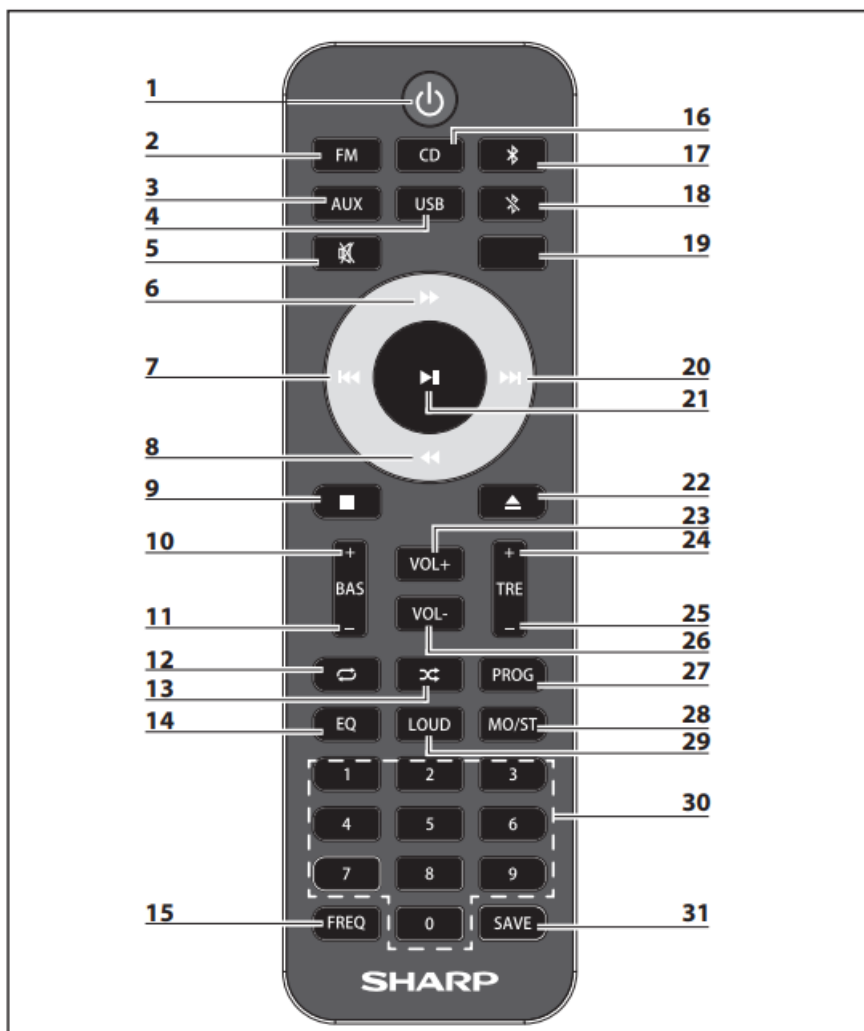 1
16
2 FM CD 17
3 AUX USB 18
4
5 19
6
7 20
21
8
9 22
23
10 + VOL+ + 24
BAS TRE
11 – VOL- – 25
26
12 PROG 27
13
14 EQ LOUD MO/ST 28
29
1 2 3
30
4 5 6
7 8 9
15 FREQ 0 SAVE 31
SHARP